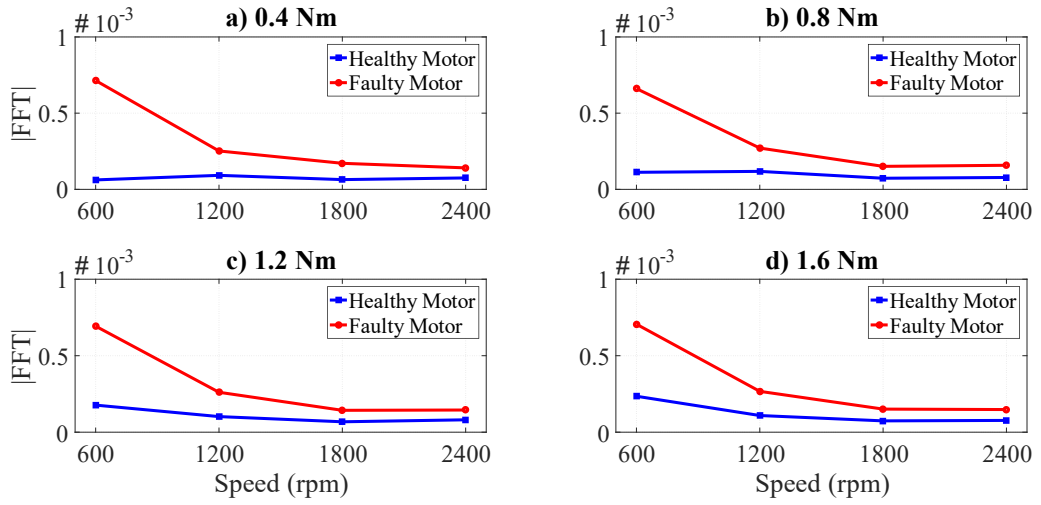 # 10^-3
a) 0.4 Nm
1
0.5
0
|FFT|
Healthy Motor
Faulty Motor
600 1200 1800 2400
# 10^-3
b) 0.8 Nm
1
0.5
0
Healthy Motor
Faulty Motor
600 1200 1800 2400
# 10^-3
c) 1.2 Nm
1
0.5
0
|FFT|
Healthy Motor
Faulty Motor
600 1200 1800 2400
Speed (rpm)
# 10^-3
d) 1.6 Nm
1
0.5
0
Healthy Motor
Faulty Motor
600 1200 1800 2400
Speed (rpm)